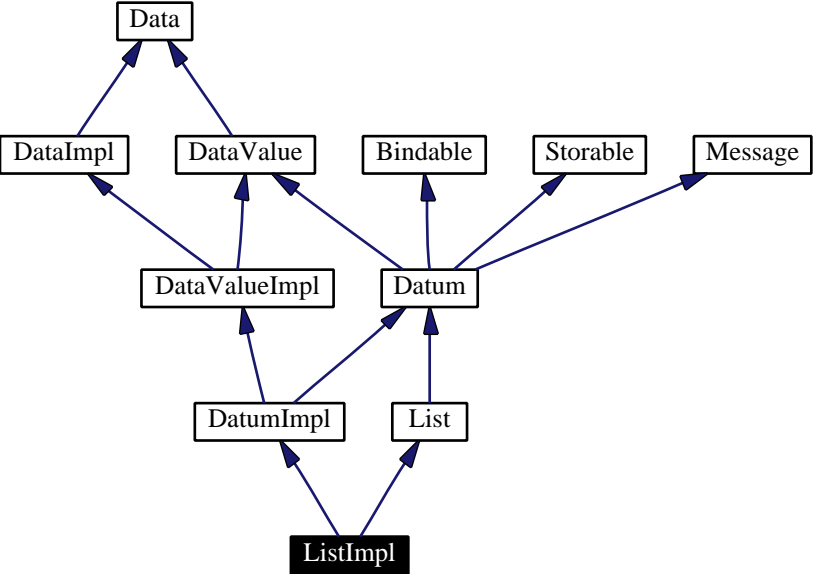 Data
DataImpl
DataValue
Bindable
Storable
Message
DataValueImpl
Datum
DatumImpl
List
ListImpl